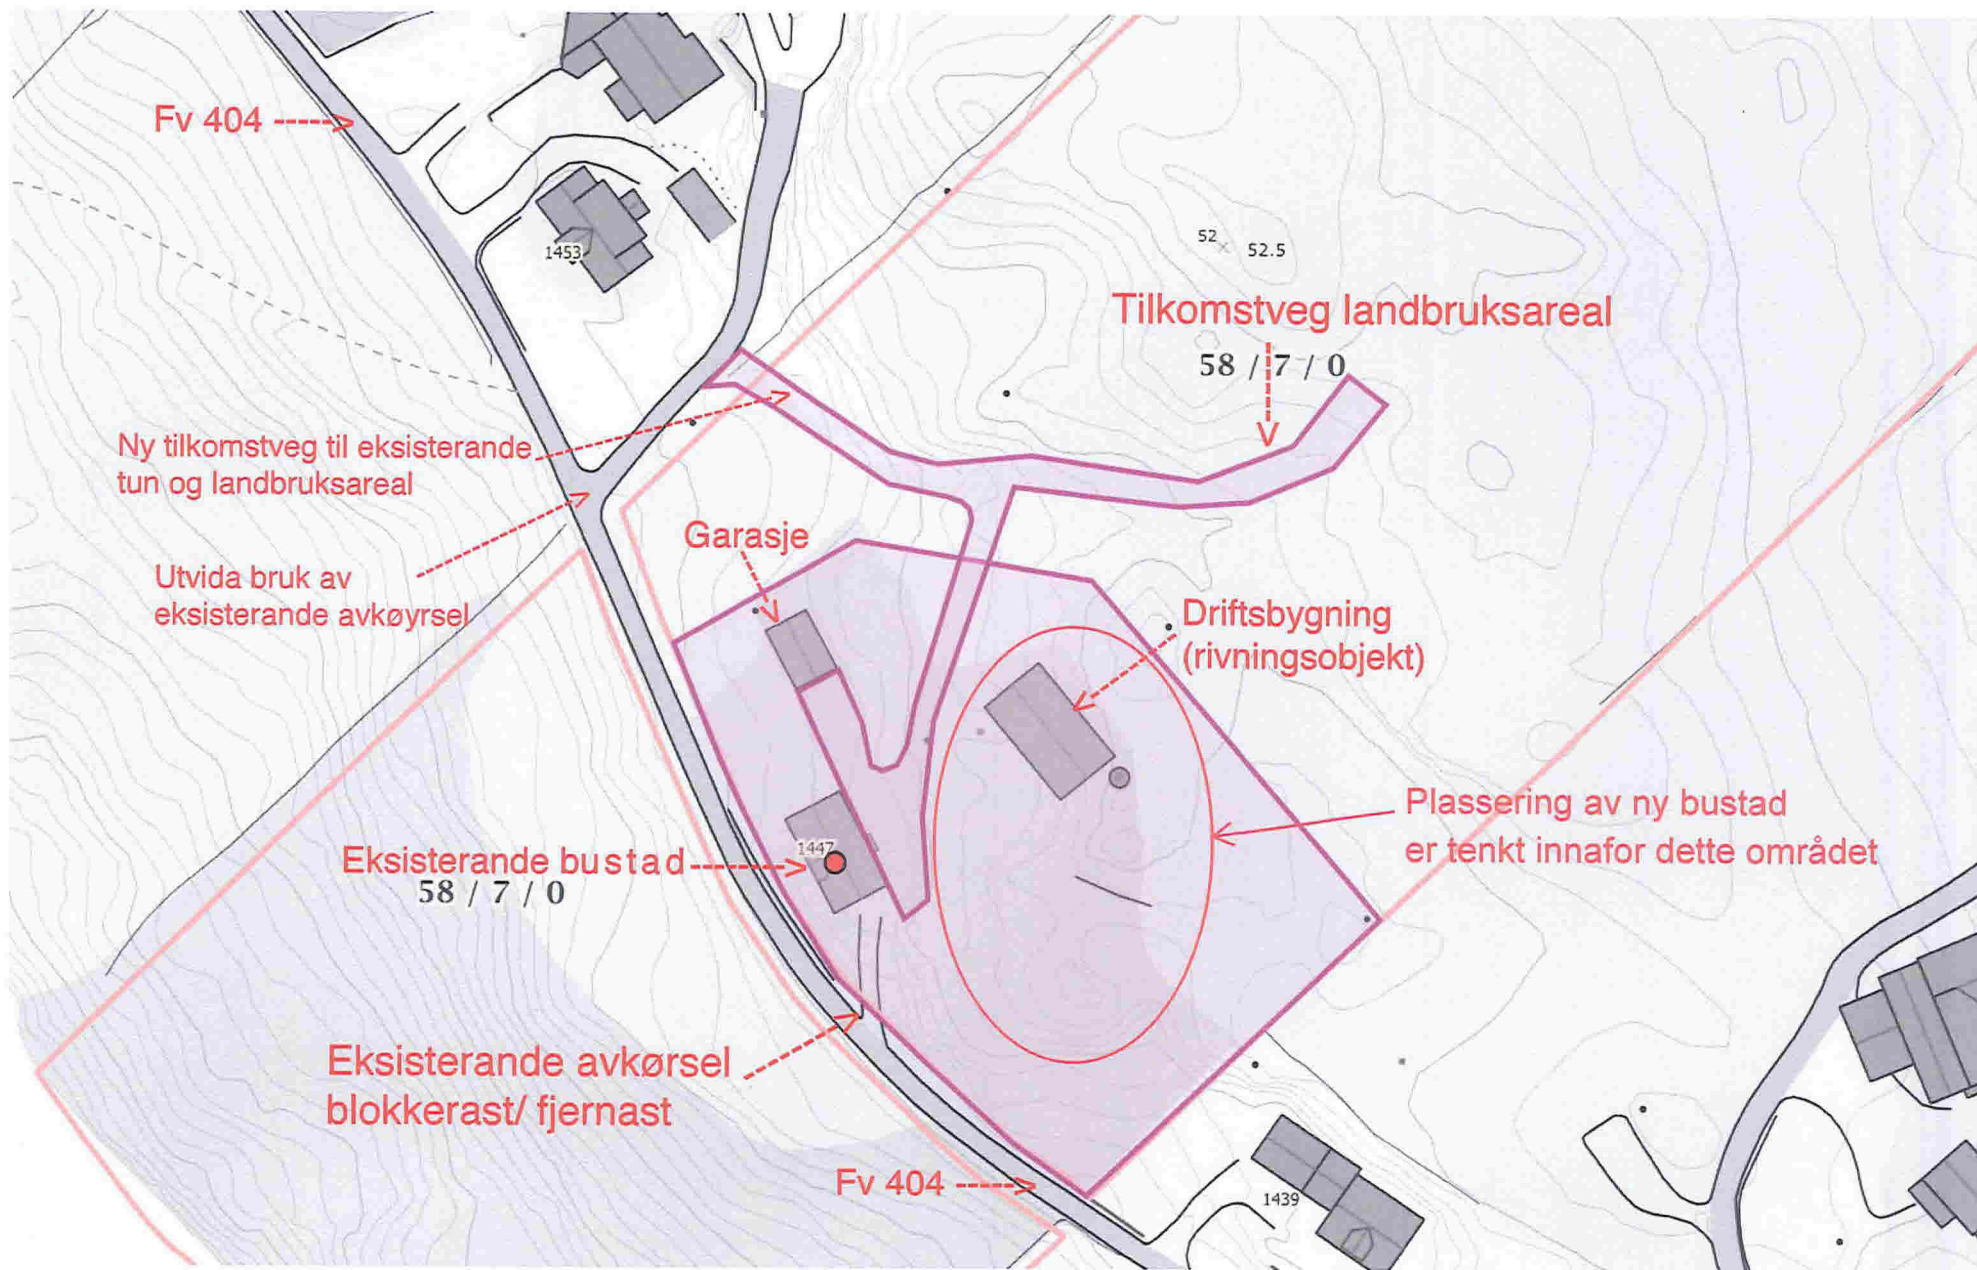 Fv 404
1453
52
52.5
Tilkomstveg landbruksareal
58 / 7 / 0
Ny tilkomstveg til eksisterande
tun og landbruksareal
Garasje
Utvida bruk av
eksisterande avkøyrsel
Driftsbygning
(rivningsobjekt)
Plassering av ny bustad
er tenkt innafor dette området
1447
Eksisterande bustad
58 / 7 / 0
Eksisterande avkørsel
blokkerast/ fjernast
Fv 404
1439